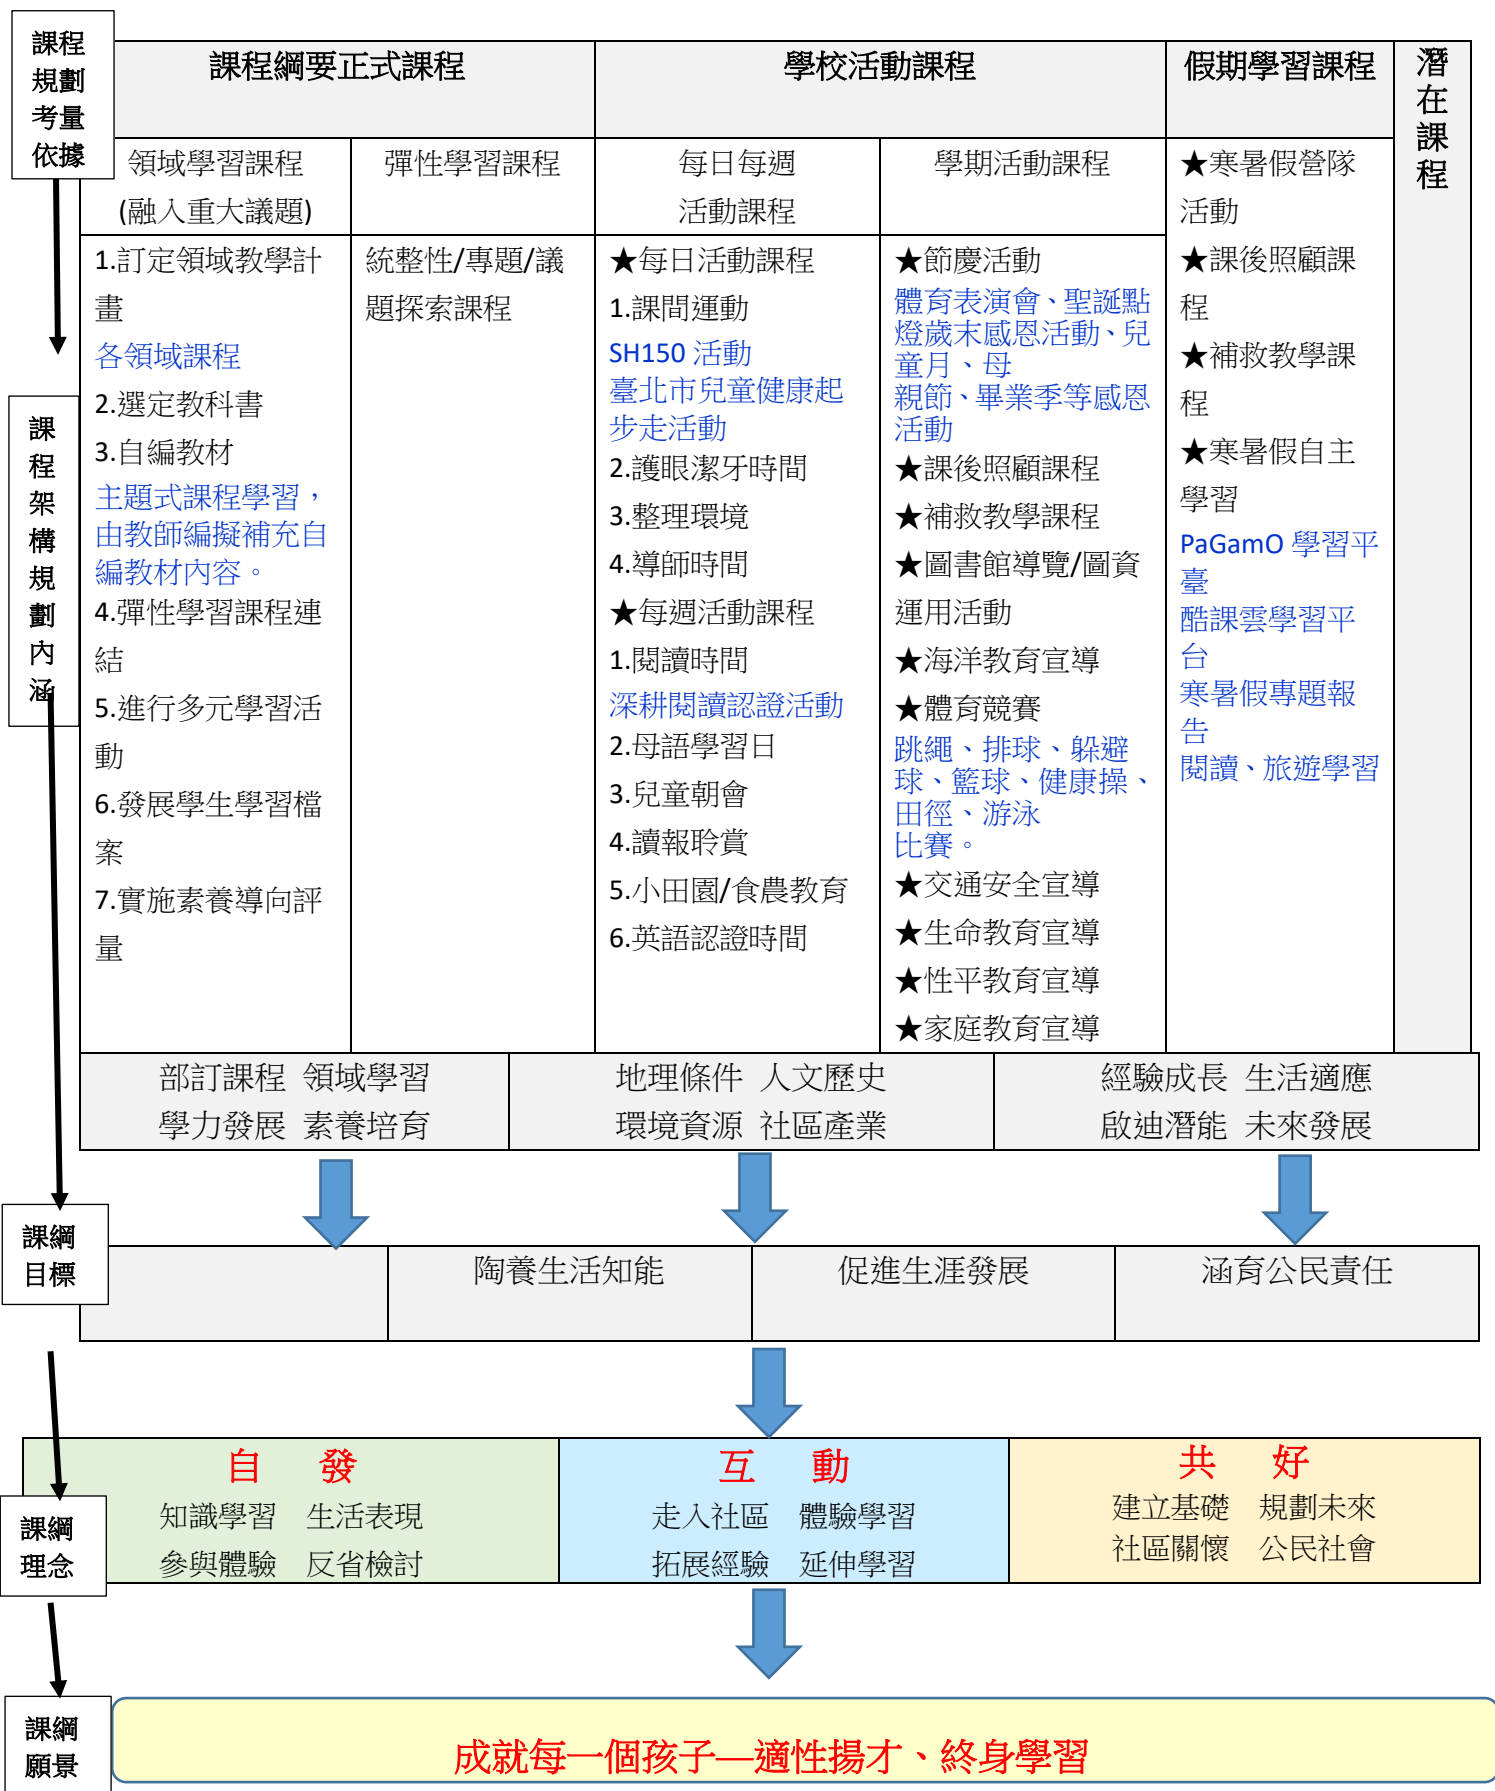 課程
規劃
考量
依據
課程綱要正式課程
學校活動課程
假期學習課程
潛在課程
領域學習課程
(融入重大議題)
彈性學習課程
每日每週
活動課程
學期活動課程
1.訂定領域教學計
畫
各領域課程
2.選定教科書
3.自編教材
主題式課程學習，
由教師編擬補充自
編教材內容。
4.彈性學習課程連
結
5.進行多元學習活
動
6.發展學生學習檔
案
7.實施素養導向評
量
統整性/專題/議
題探索課程
★每日活動課程
1.課間運動
SH150 活動
臺北市兒童健康起
步走活動
2.護眼潔牙時間
3.整理環境
4.導師時間
★每週活動課程
1.閱讀時間
深耕閱讀認證活動
2.母語學習日
3.兒童朝會
4.讀報聆賞
5.小田園/食農教育
6.英語認證時間
★節慶活動
體育表演會、聖誕點
燈歲末感恩活動、兒
童月、母
親節、畢業季等感恩
活動
★課後照顧課程
★補救教學課程
★圖書館導覽/圖資
運用活動
★海洋教育宣導
★體育競賽
跳繩、排球、躲避
球、籃球、健康操、
田徑、游泳
比賽。
★交通安全宣導
★生命教育宣導
★性平教育宣導
★家庭教育宣導
★寒暑假營隊
活動
★課後照顧課
程
★補救教學課
程
★寒暑假自主
學習
PaGamO 學習平
臺
酷課雲學習平
台
寒暑假專題報
告
閱讀、旅遊學習
課程架構規劃內涵
部訂課程 領域學習
學力發展 素養培育
地理條件 人文歷史
環境資源 社區產業
經驗成長 生活適應
啟迪潛能 未來發展
課綱
目標
陶養生活知能
促進生涯發展
涵育公民責任
課綱
理念
自 發
知識學習 生活表現
參與體驗 反省檢討
互 動
走入社區 體驗學習
拓展經驗 延伸學習
共 好
建立基礎 規劃未來
社區關懷 公民社會
課綱
願景
成就每一個孩子—適性揚才、終身學習